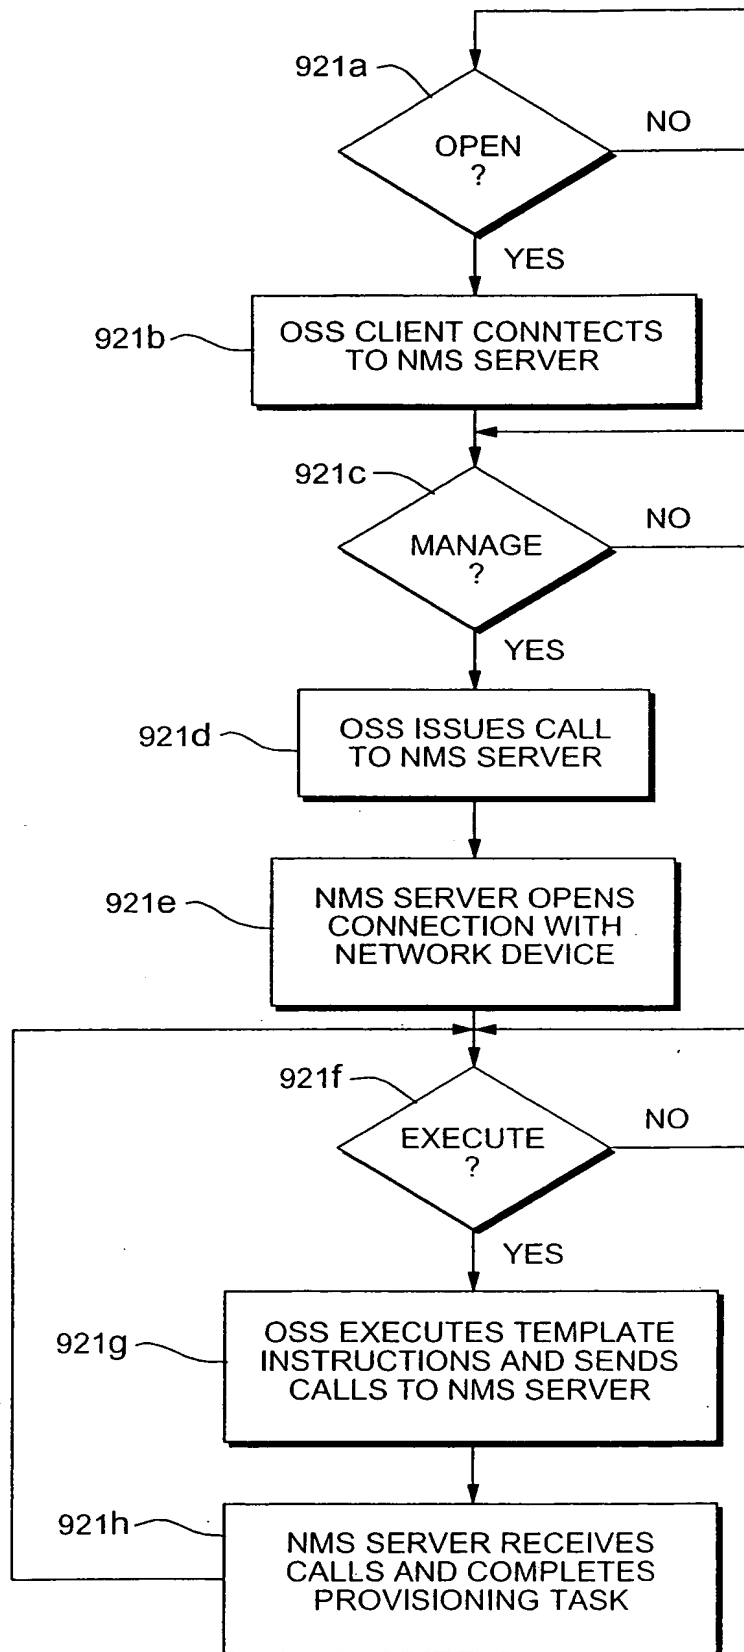 921a
OPEN
?
NO
YES
921b
OSS CLIENT CONNTECTS
TO NMS SERVER
921c
MANAGE
?
NO
YES
921d
OSS ISSUES CALL
TO NMS SERVER
921e
NMS SERVER OPENS
CONNECTION WITH
NETWORK DEVICE
921f
EXECUTE
?
NO
YES
921g
OSS EXECUTES TEMPLATE
INSTRUCTIONS AND SENDS
CALLS TO NMS SERVER
921h
NMS SERVER RECEIVES
CALLS AND COMPLETES
PROVISIONING TASK